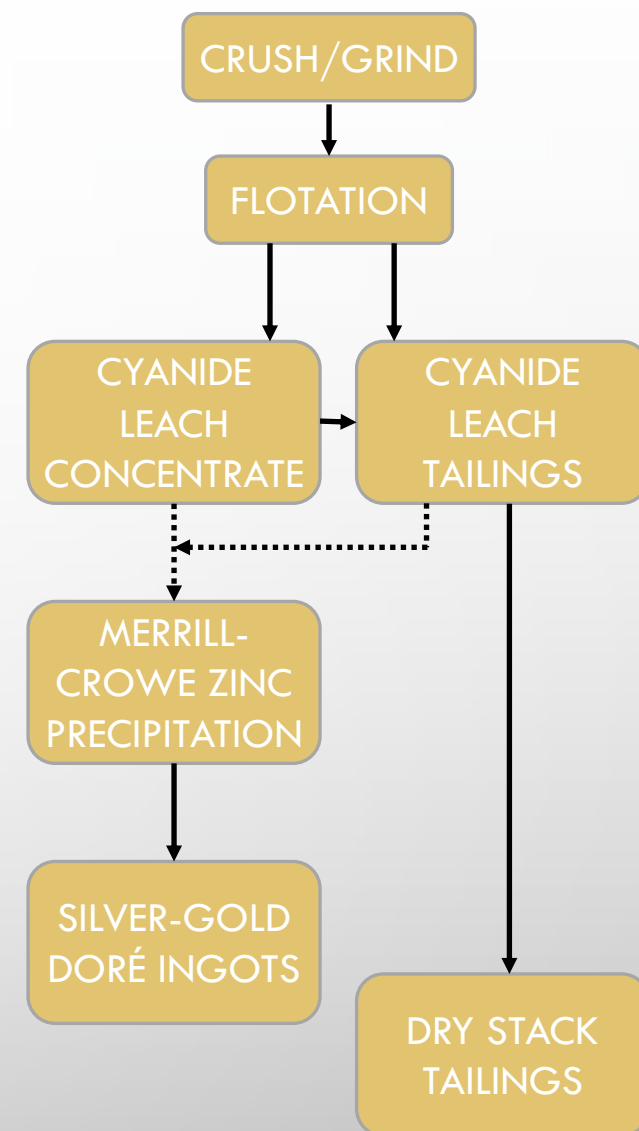 CRUSH/GRIND
FLOTATION
CYANIDE
LEACH
CONCENTRATE
CYANIDE
LEACH
TAILINGS
MERRILL-
CROWE ZINC
PRECIPITATION
SILVER-GOLD
DORÉ INGOTS
DRY STACK
TAILINGS